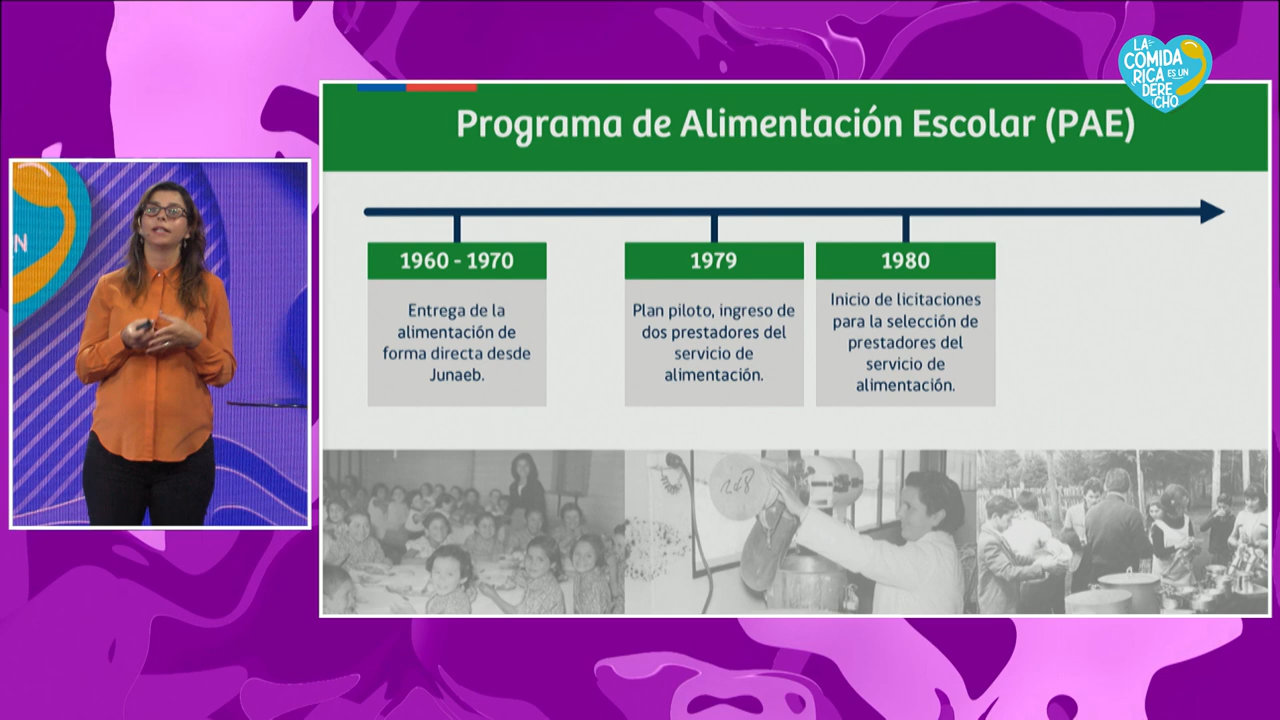 LA
COMIDA
RICA
ES UN
DERE
CHO
Programa de Alimentación Escolar (PAE)
N
1960 - 1970
Entrega de la
alimentación de
forma directa desde
Junaeb.
1979
Plan piloto, ingreso de
dos prestadores del
servicio de
alimentación.
1980
Inicio de licitaciones
para la selección de
prestadores del
servicio de
alimentación.